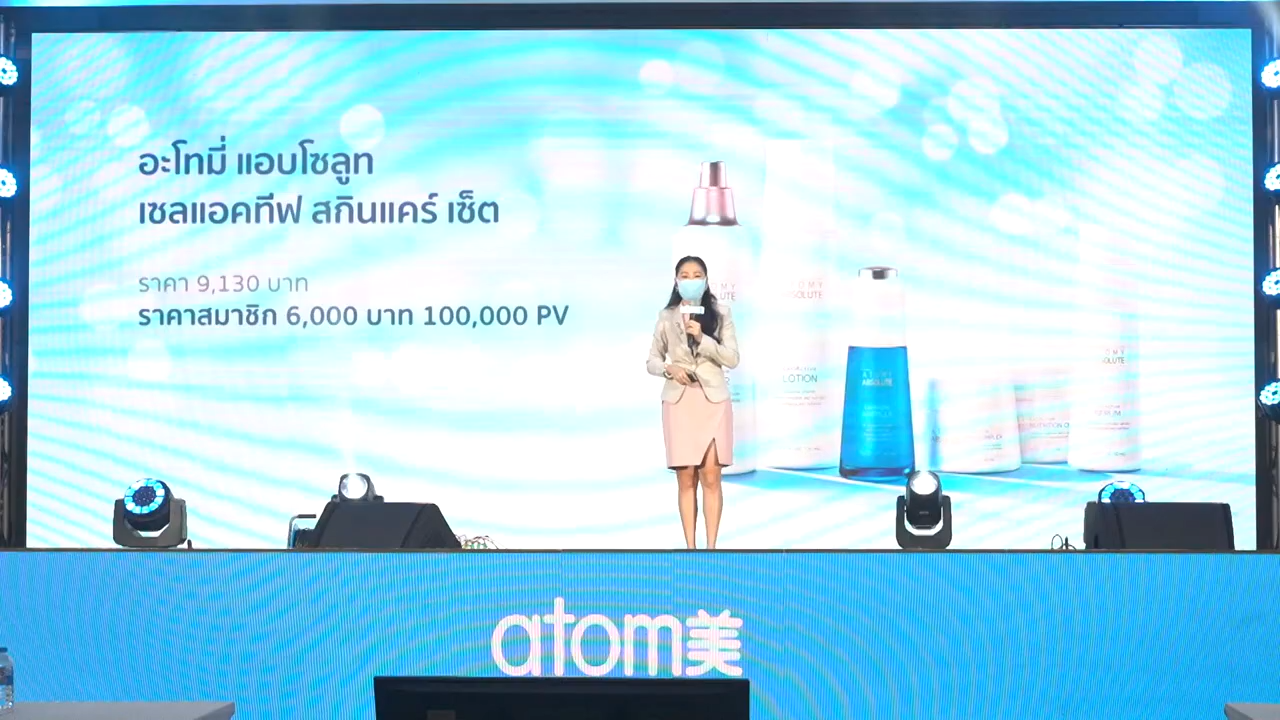 อะโทมี่ แอบโซลูท
เซลแอคทีฟ สกินแคร์ เซ็ต
ราคา 9,130 บาท
ราคาสมาชิก 6,000 บาท 100,000 PV
LOTION
ABSOLUTE
SERUM
atom美